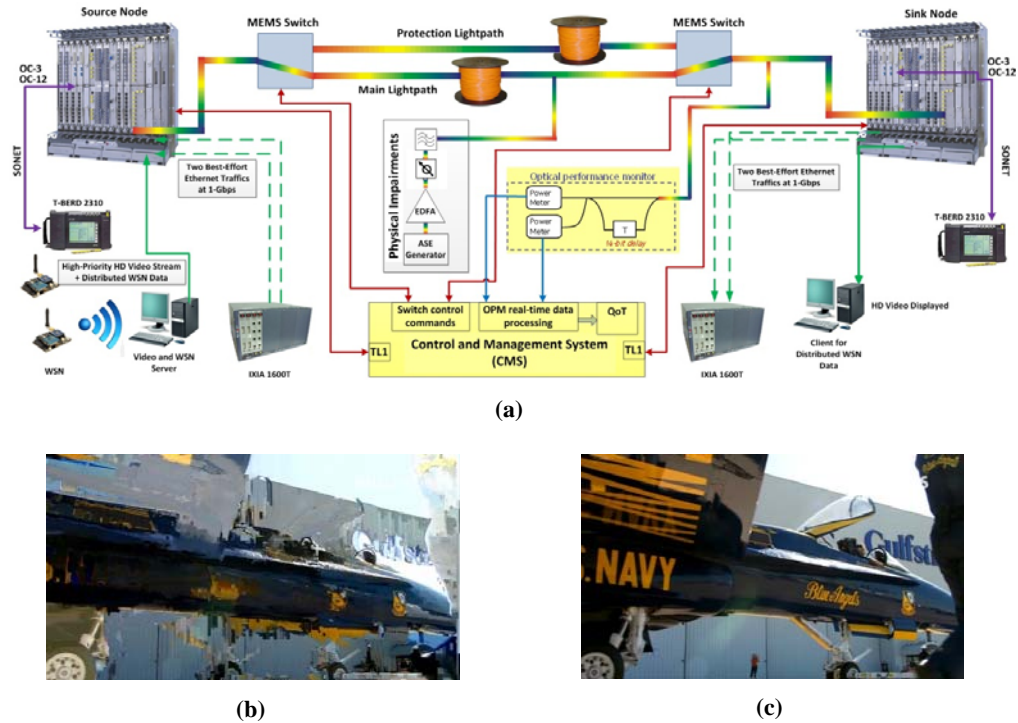 Source Node
MEMS Switch
Protection Lightpath
MEMS Switch
Sink Node
OC-3
OC-12
Main Lightpath
OC-3
OC-12
SONET
Two Best-Effort
Ethernet Traffics
at 1-Gbps
Physical Impairments
EDFA
ASE
Generator
Optical performance monitor
Power
Meter
Power
Meter
T
¼-bit delay
Two Best-Effort
Ethernet Traffics
at 1-Gbps
SONET
T-BERD 2310
T-BERD 2310
High-Priority HD Video Stream
+ Distributed WSN Data
WSN
Video and WSN
Server
IXIA 1600T
Switch control
commands
OPM real-time data
processing
QoT
TL1
Control and Management System
(CMS)
TL1
IXIA 1600T
HD Video Displayed
Client for
Distributed WSN
Data
(a)
Gulfst
NAVY
Blue Angels
(b)
(c)